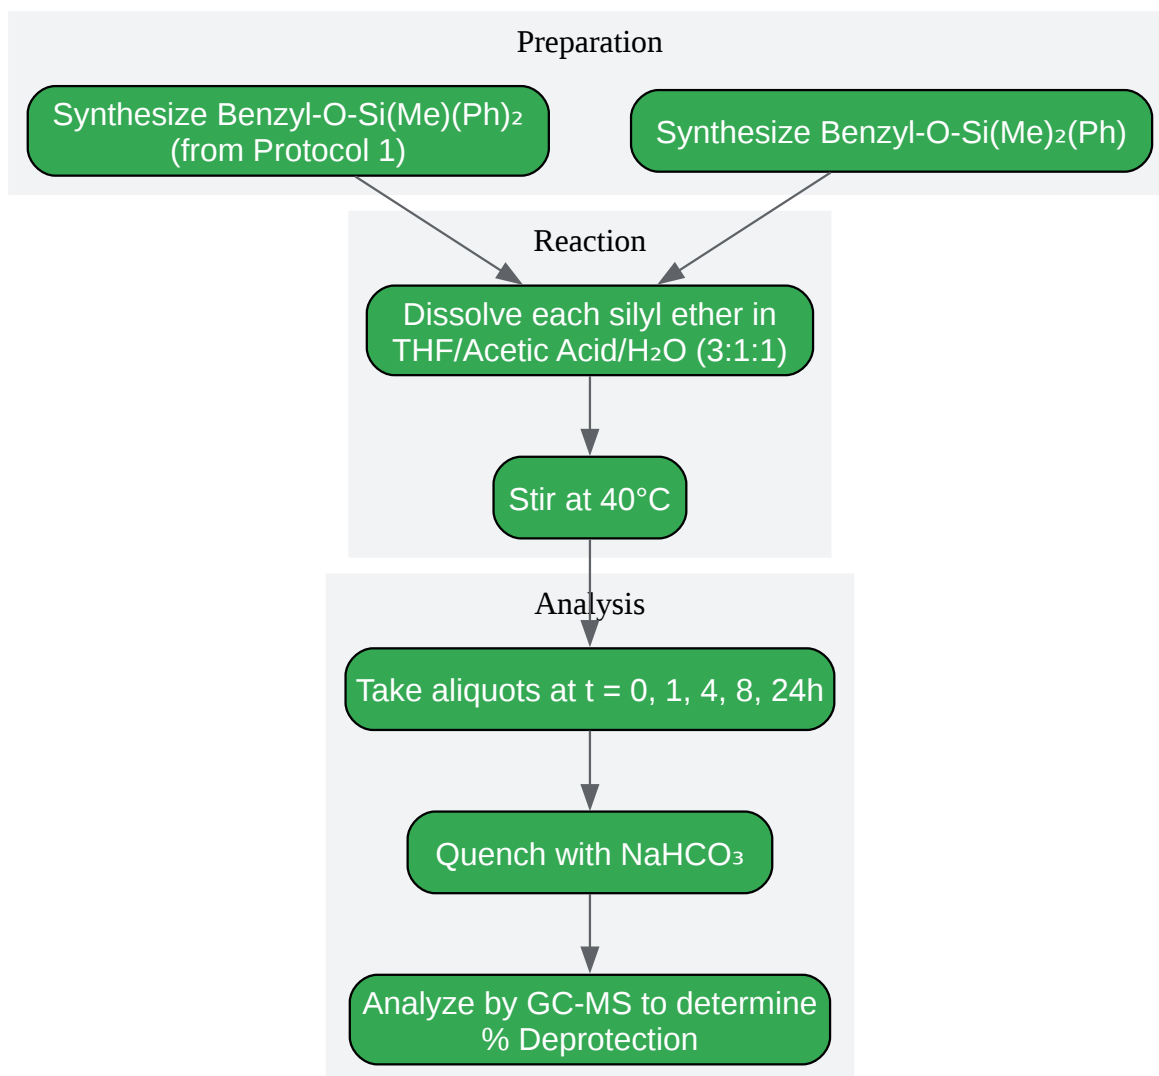 Preparation
Synthesize Benzyl-O-Si(Me)(Ph)₂
(from Protocol 1)
Synthesize Benzyl-O-Si(Me)₂(Ph)
Reaction
Dissolve each silyl ether in
THF/Acetic Acid/H₂O (3:1:1)
Stir at 40°C
Analysis
Take aliquots at t = 0, 1, 4, 8, 24h
Quench with NaHCO₃
Analyze by GC-MS to determine
% Deprotection